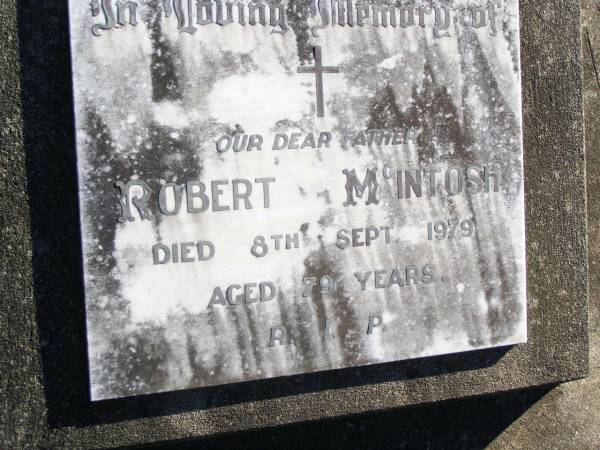 In Loving Memory of
OUR DEAR FATHER
ROBERT McINTOSH
DIED 8TH SEPT. 1979
AGED 79 YEARS.
R. I. P.